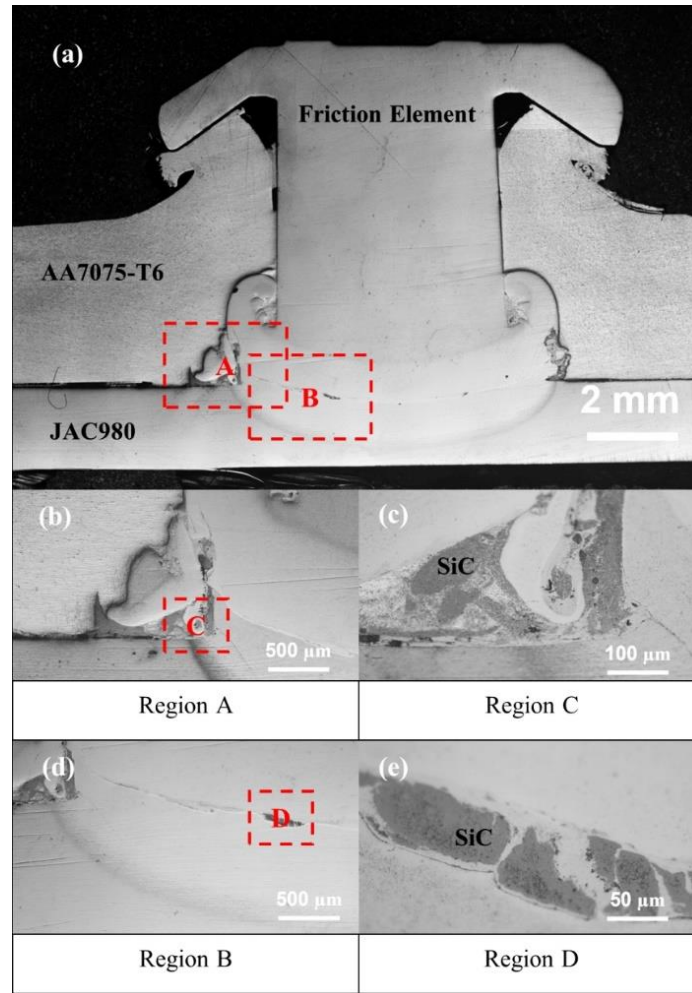 (a)
Friction Element
AA7075-T6
A
B
2 mm
JAC980
(b)
C
500 µm
(c)
SiC
100 µm
Region A
Region C
(d)
D
500 µm
(e)
SiC
50 µm
Region B
Region D